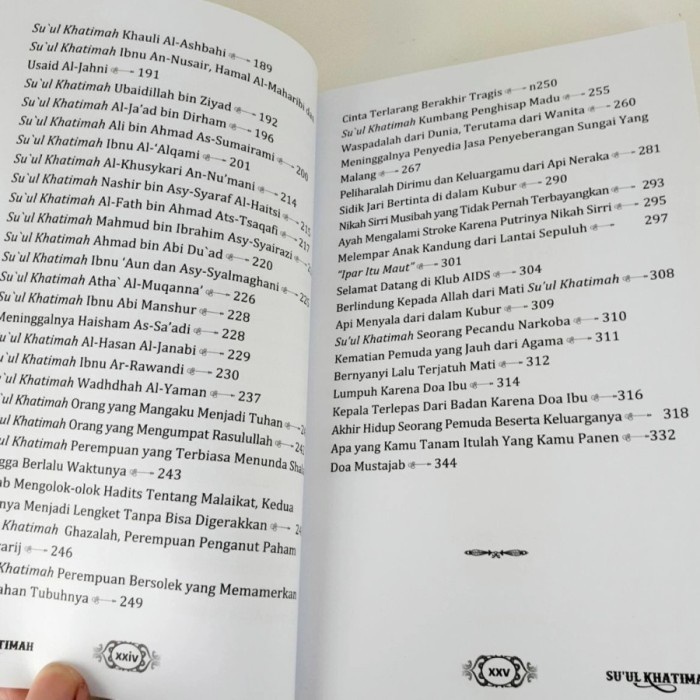 Su'ul Khatimah Khauli Al-Ashbahi - 189
Su'ul Khatimah Ibnu An-Nusair, Hamal Al-Maharibi dan
Usaid Al-Jahni - 191
Su'ul Khatimah Ubaidillah bin Ziyad - 192
Su'ul Khatimah Al-Ja'ad bin Dirham - 196
Su'ul Khatimah Ali bin Ahmad As-Sumairami - 200
Su'ul Khatimah Ibnu Al-'Alqami - 201
Su'ul Khatimah Al-Khusykari An-Nu'mani - 214
Su'ul Khatimah Nashir bin Asy-Syaraf Al-Haitsi - 21
Su'ul Khatimah Al-Fath bin Ahmad Ats-Tsaqafi - 217
Su'ul Khatimah Mahmud bin Ibrahim Asy-Syairazi
Su'ul Khatimah Ahmad bin Abi Du'ad - 220
Su'ul Khatimah Ibnu 'Aun dan Asy-Syalmaghani - 22
Su'ul Khatimah Atha' Al-Muqanna' - 226
Su'ul Khatimah Ibnu Abi Manshur - 228
Meninggalnya Haisham As-Sa'adi - 228
u'ul Khatimah Al-Hasan Al-Janabi - 229
u'ul Khatimah Ibnu Ar-Rawandi - 230
'ul Khatimah Wadhdhah Al-Yaman - 237
'ul Khatimah Orang yang Mangaku Menjadi Tuhan - 2
ul Khatimah Orang yang Mengumpat Rasulullah - 24
ul Khatimah Perempuan yang Terbiasa Menunda Sha
gga Berlalu Waktunya - 243
ab Mengolok-olok Hadits Tentang Malaikat, Kedua
nya Menjadi Lengket Tanpa Bisa Digerakkan - 2
Khatimah Ghazalah, Perempuan Penganut Paham
arij - 246
Khatimah Perempuan Bersolek yang Memamerkan
ahan Tubuhnya - 249
TIMAH
xxiv
Cinta Terlarang Berakhir Tragis - n250
Su'ul Khatimah Kumbang Penghisap Madu - 255
Waspadalah dari Dunia, Terutama dari Wanita - 260
Meninggalnya Penyedia Jasa Penyeberangan Sungai Yang
Malang - 267
Peliharalah Dirimu dan Keluargamu dari Api Neraka - 281
Sidik Jari Bertinta di dalam Kubur - 290
Nikah Sirri Musibah yang Tidak Pernah Terbayangkan - 293
Ayah Mengalami Stroke Karena Putrinya Nikah Sirri - 295
Melempar Anak Kandung dari Lantai Sepuluh - 297
"Ipar Itu Maut" - 301
Selamat Datang di Klub AIDS - 304
Berlindung Kepada Allah dari Mati Su'ul Khatimah -308
Api Menyala dari dalam Kubur - 309
Su'ul Khatimah Seorang Pecandu Narkoba - 310
Kematian Pemuda yang Jauh dari Agama - 311
Bernyanyi Lalu Terjatuh Mati - 312
Lumpuh Karena Doa Ibu - 314
Kepala Terlepas Dari Badan Karena Doa Ibu -316
Akhir Hidup Seorang Pemuda Beserta Keluarganya - 318
Apa yang Kamu Tanam Itulah Yang Kamu Panen -332
Doa Mustajab - 344
xxv
SU'UL KHATIMA